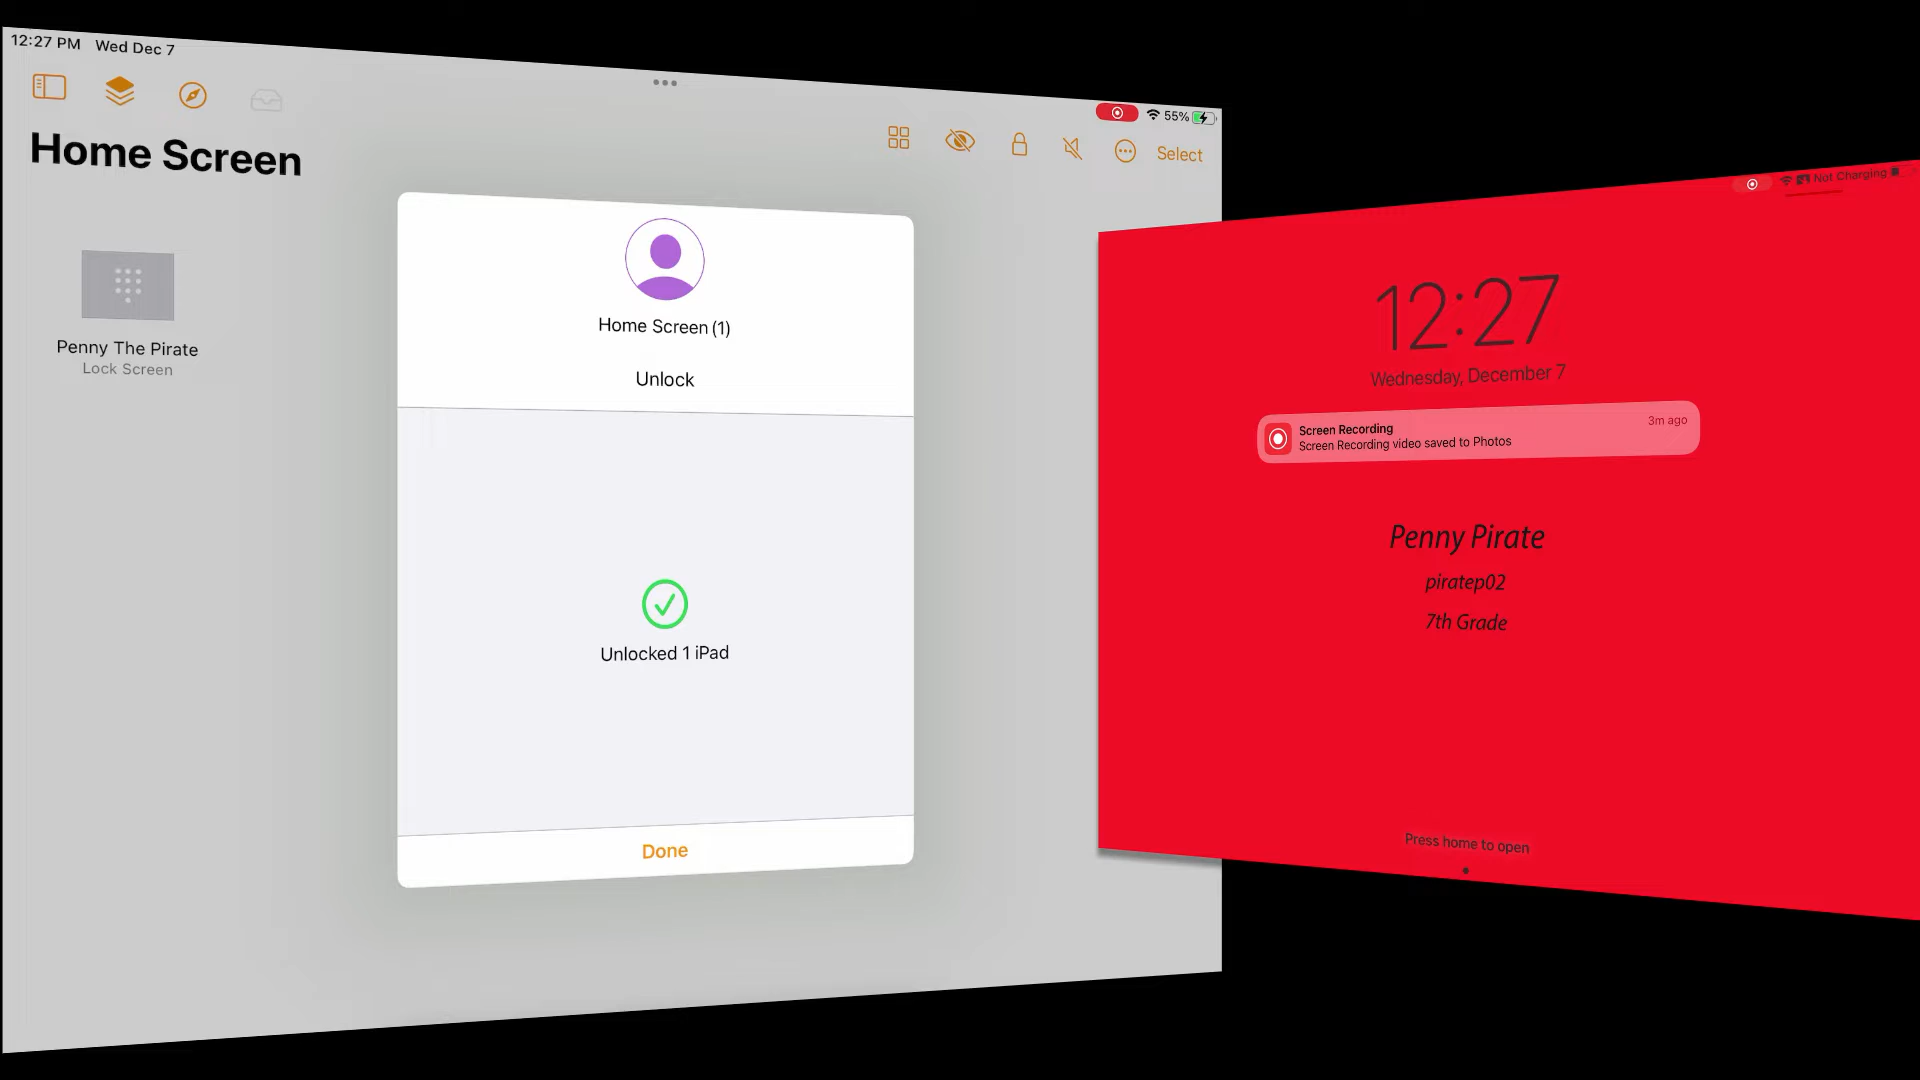 12:27 PM Wed Dec 7
55%
Select
Home Screen
Penny The Pirate
Lock Screen
Home Screen (1)
Unlock
Unlocked 1 iPad
Done
Not Charging
12:27
Wednesday, December 7
Screen Recording
3m ago
Screen Recording video saved to Photos
Penny Pirate
piratep02
7th Grade
Press home to open